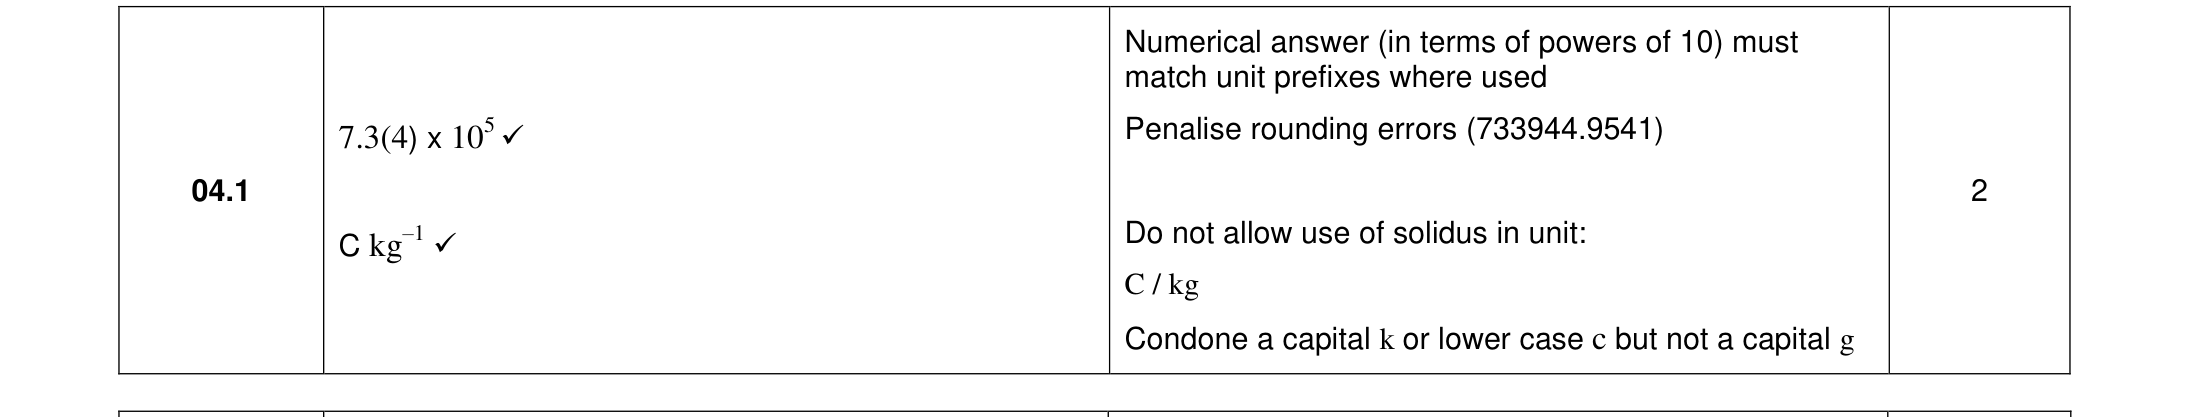 Numerical answer (in terms of powers of 10) must
match unit prefixes where used
7.3(4) x 10⁵ ✓
Penalise rounding errors (733944.9541)
04.1
2
C kg⁻¹ ✓
Do not allow use of solidus in unit:
C / kg
Condone a capital k or lower case c but not a capital g